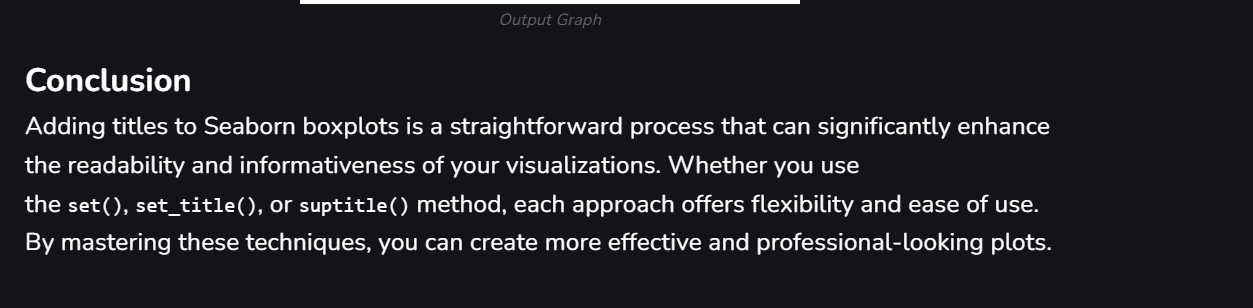 Output Graph
Conclusion
Adding titles to Seaborn boxplots is a straightforward process that can significantly enhance
the readability and informativeness of your visualizations. Whether you use
the set(), set_title(), or suptitle() method, each approach offers flexibility and ease of use.
By mastering these techniques, you can create more effective and professional-looking plots.